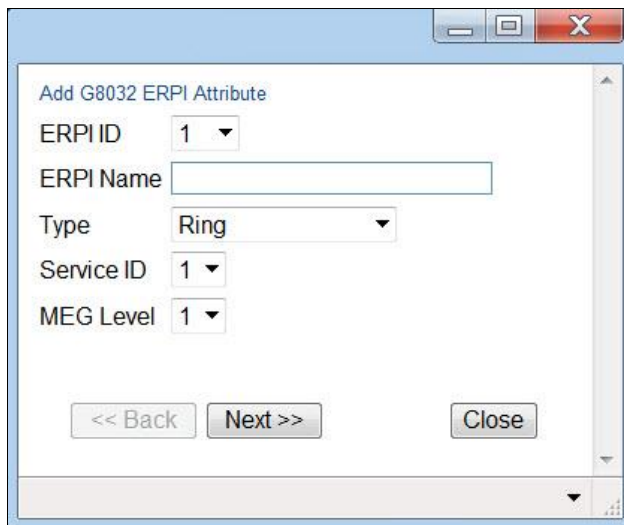 Add G8032 ERPI Attribute
ERPI ID 1
ERPI Name
Type Ring
Service ID 1
MEG Level 1
<< Back Next >> Close